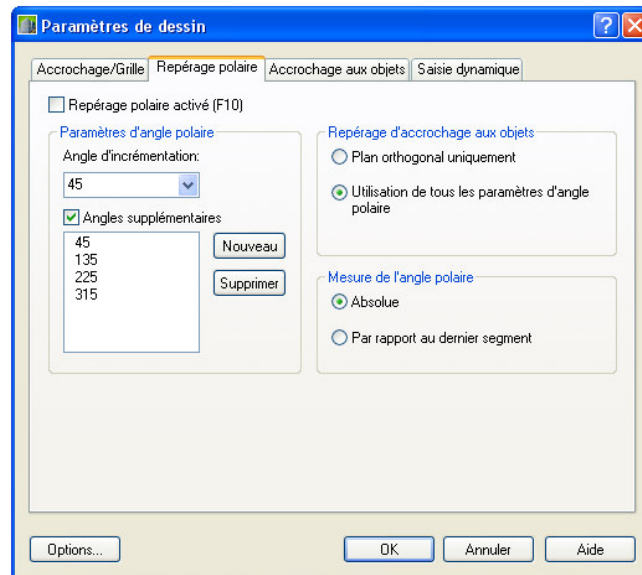 Paramètres de dessin
Accrochage/Grille
Repérage polaire
Accrochage aux objets
Saisie dynamique
Repérage polaire activé (F10)
Paramètres d'angle polaire
Angle d'incrémentation:
45
Angles supplémentaires
45
135
225
315
Nouveau
Supprimer
Repérage d'accrochage aux objets
Plan orthogonal uniquement
Utilisation de tous les paramètres d'angle
polaire
Mesure de l'angle polaire
Absolue
Par rapport au dernier segment
Options...
OK
Annuler
Aide